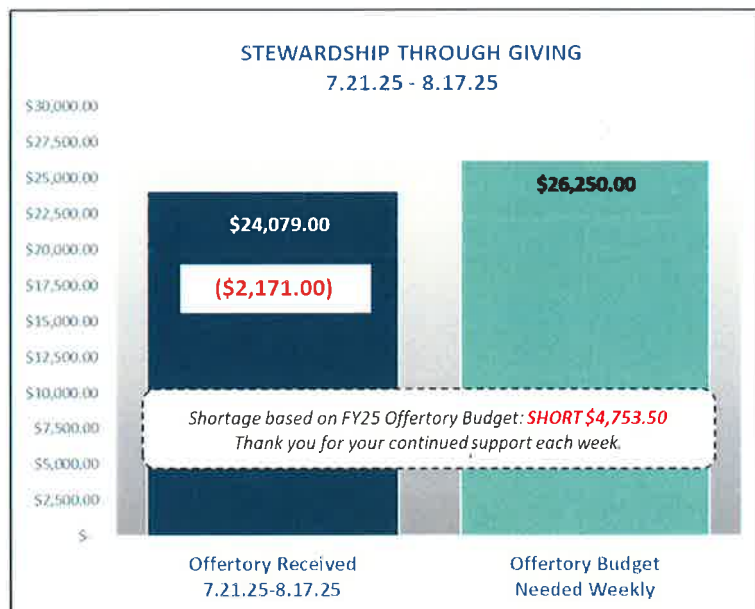 STEWARDSHIP THROUGH GIVING
7.21.25 - 8.17.25
$30,000.00
$27,500.00
$25,000.00
$22,500.00
$20,000.00
$17,500.00
$15,000.00
$12,500.00
$10,000.00
$7,500.00
$5,000.00
$2,500.00
$-
$24,079.00
($2,171.00)
$26,250.00
Shortage based on FY25 Offertory Budget: SHORT $4,753.50
Thank you for your continued support each week.
Offertory Received
7.21.25-8.17.25
Offertory Budget
Needed Weekly